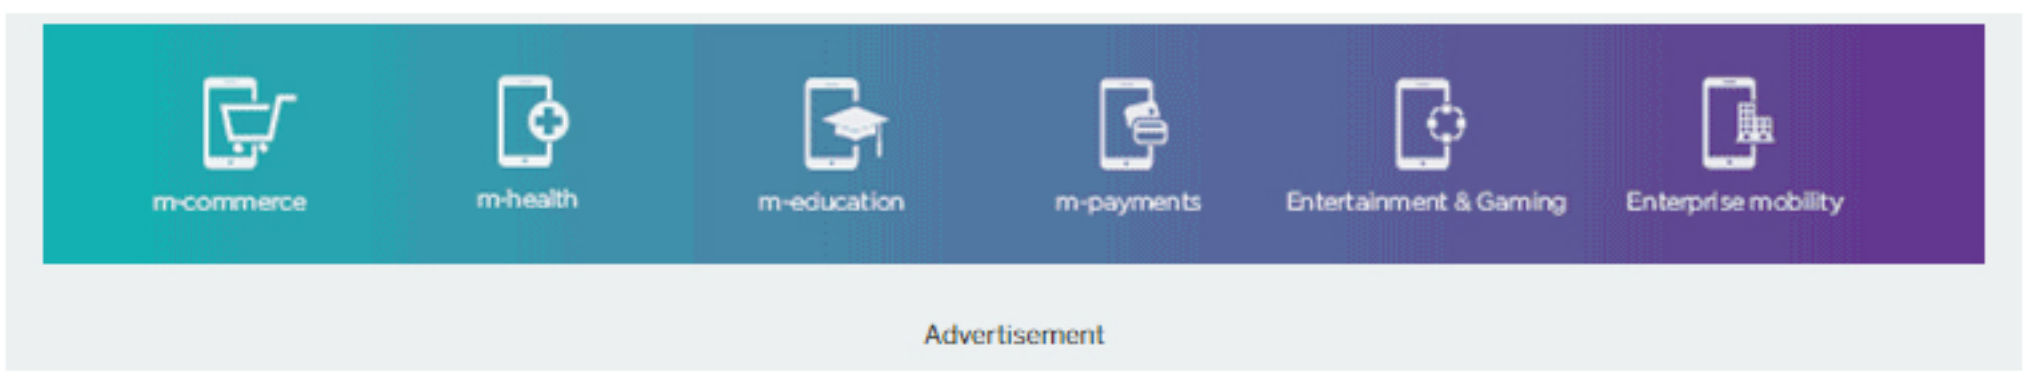 m-commerce
m-health
m-education
m-payments
Entertainment & Gaming
Enterprise mobility
Advertisement